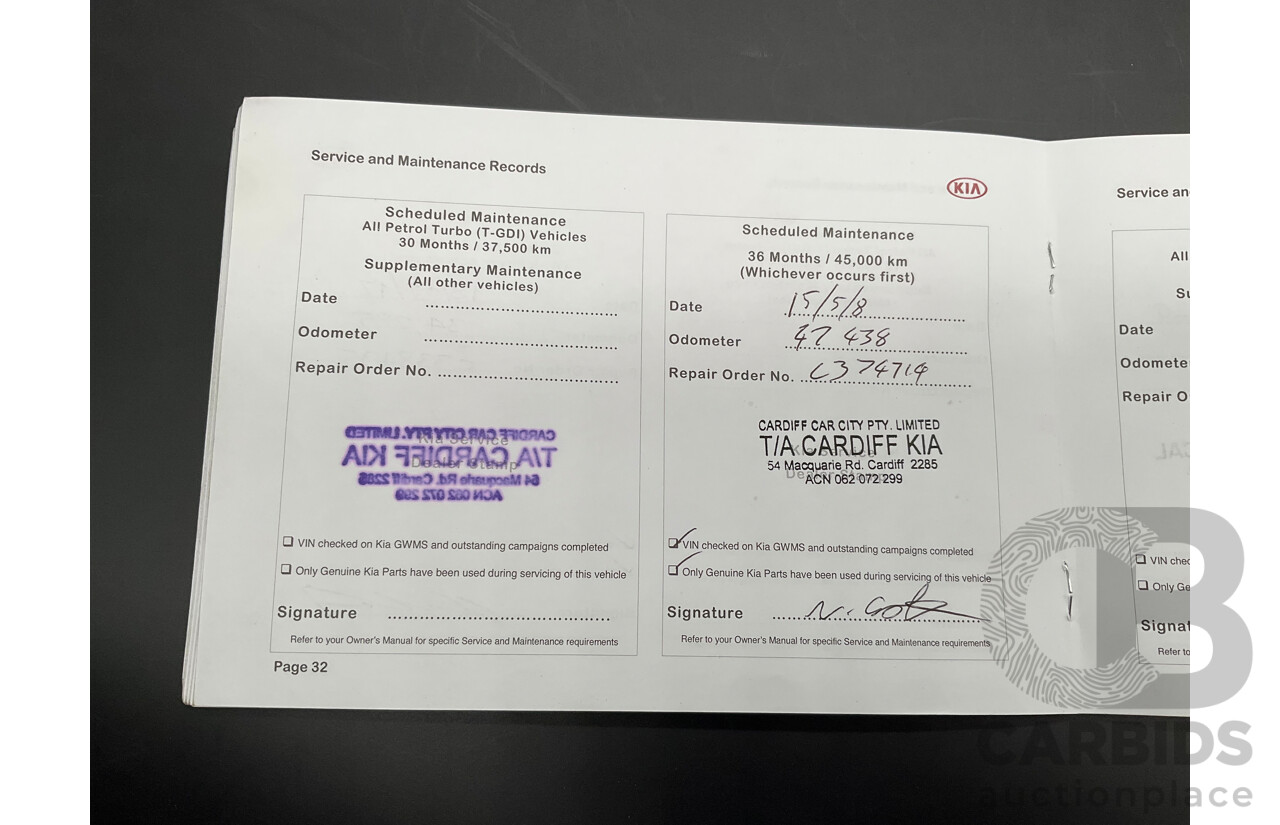 Service and Maintenance Records
Scheduled Maintenance
All Petrol Turbo (T-GDI) Vehicles
30 Months / 37,500 km
Supplementary Maintenance
(All other vehicles)
Date
Odometer
Repair Order No.
CARDIFF CAR CITY PTY. LIMITED
Kia Service
T/A CARDIFF KIA
Dealer Stamp
54 Macquarie Rd. Cardiff 2285
ACN 062 072 299
VIN checked on Kia GWMS and outstanding campaigns completed
Only Genuine Kia Parts have been used during servicing of this vehicle
Signature
Refer to your Owner's Manual for specific Service and Maintenance requirements
Page 32
KIA
Scheduled Maintenance
36 Months / 45,000 km
(Whichever occurs first)
Date 15/5/8
Odometer 47 438
Repair Order No. C374714
CARDIFF CAR CITY PTY. LIMITED
T/A CARDIFF KIA
54 Macquarie Rd. Cardiff 2285
ACN 062 072 299
VIN checked on Kia GWMS and outstanding campaigns completed
Only Genuine Kia Parts have been used during servicing of this vehicle
Signature
Refer to your Owner's Manual for specific Service and Maintenance requirements
Service an
All
Su
Date
Odomete
Repair O
VIN chec
Only Ge
Signat
Refer to
CARBIDS
auctionplace